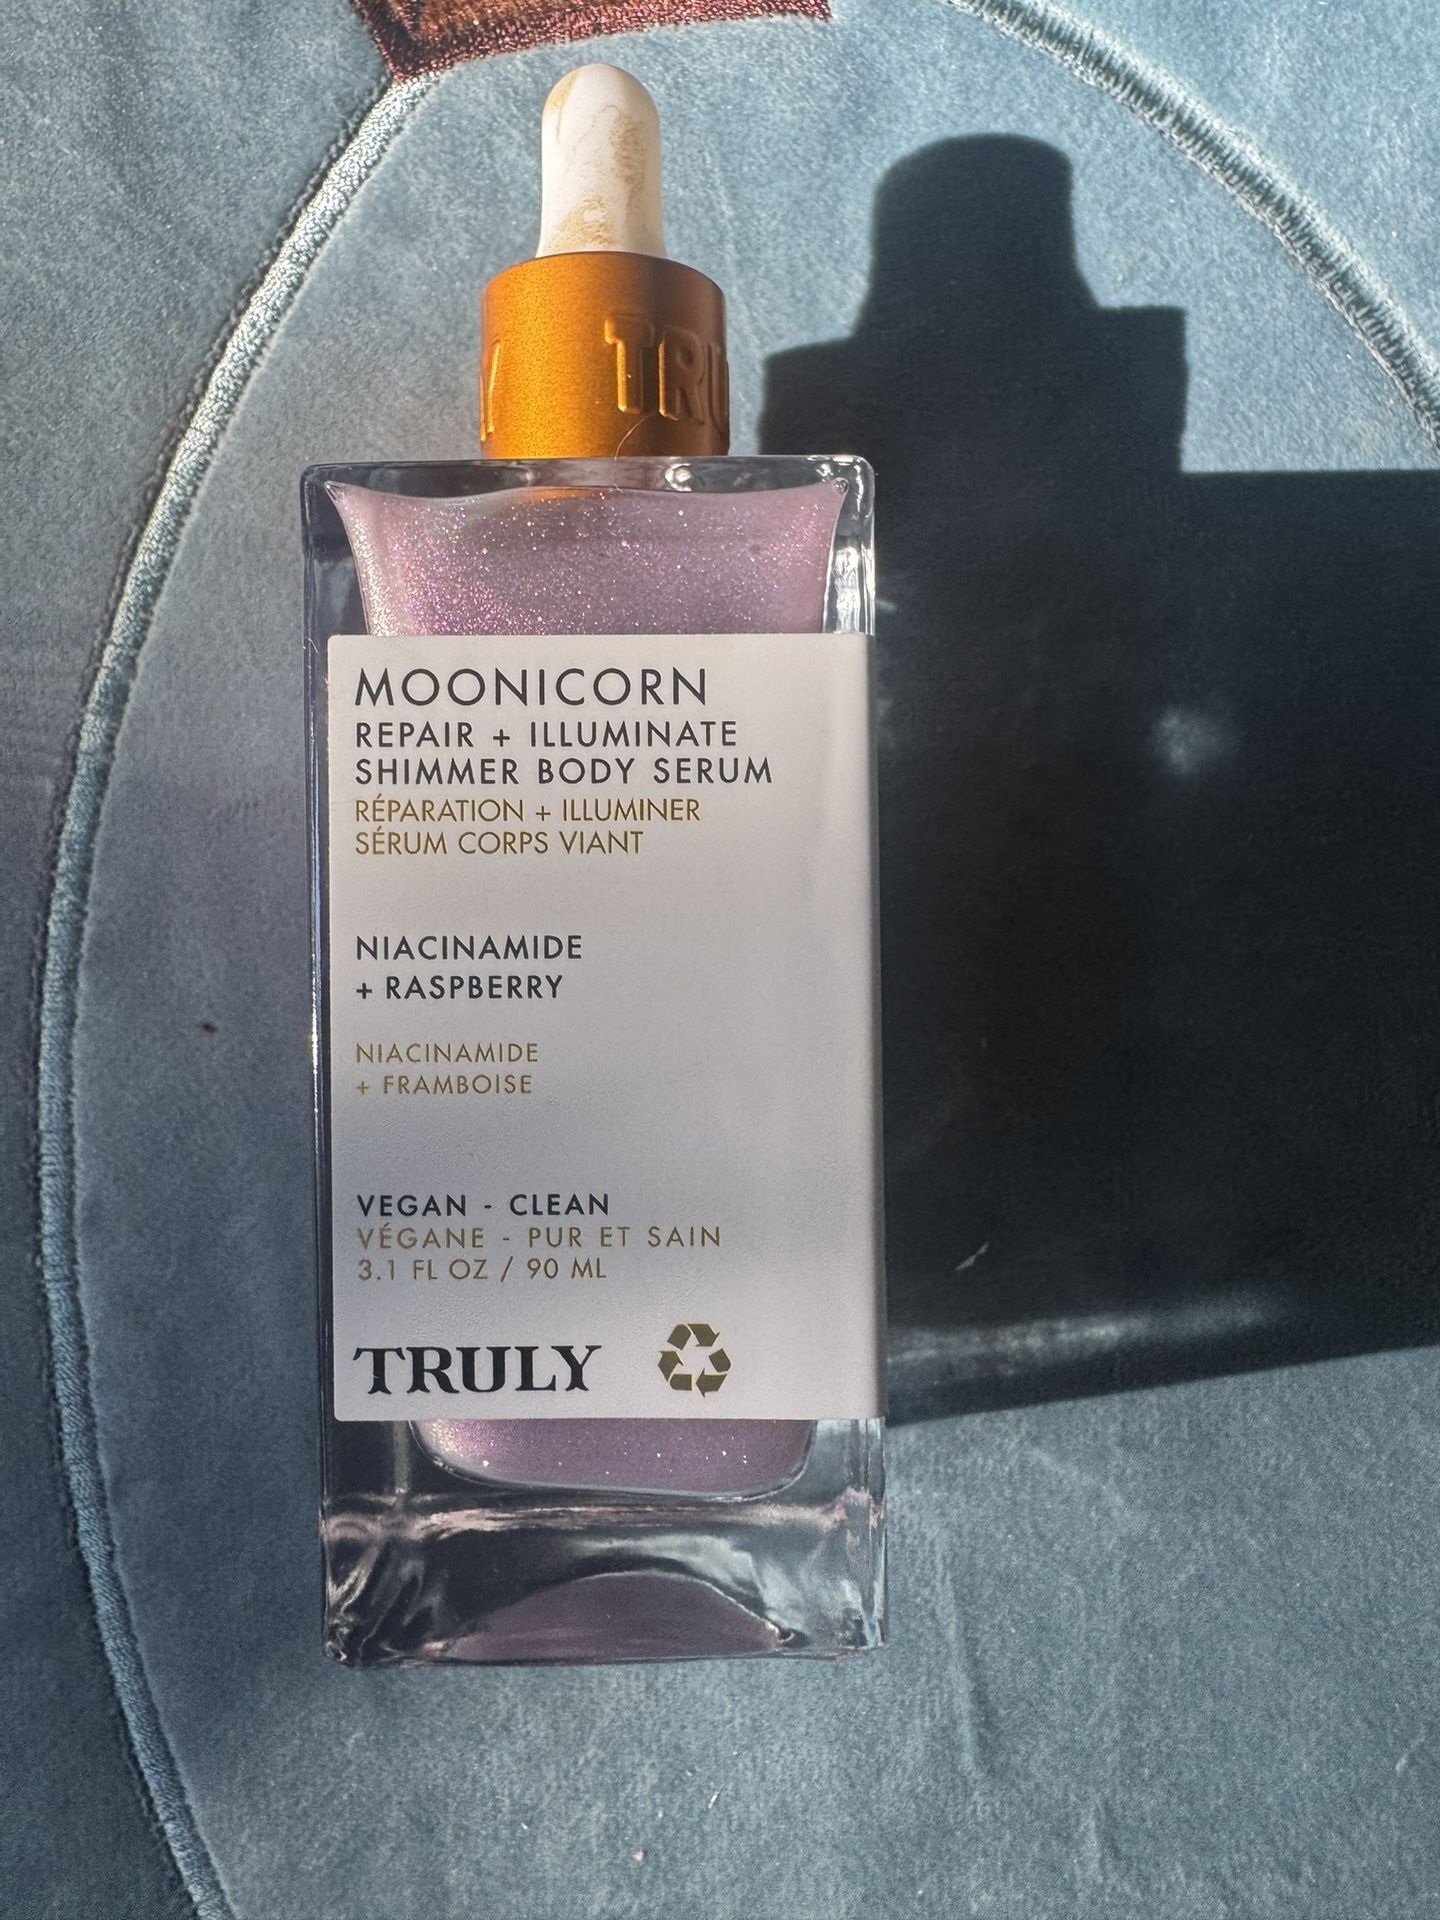 TRU
MOONICORN
REPAIR + ILLUMINATE
SHIMMER BODY SERUM
RÉPARATION + ILLUMINER
SÉRUM CORPS VIANT
NIACINAMIDE
+ RASPBERRY
NIACINAMIDE
+ FRAMBOISE
VEGAN - CLEAN
VÉGANE - PUR ET SAIN
3.1 FL OZ / 90 ML
TRULY